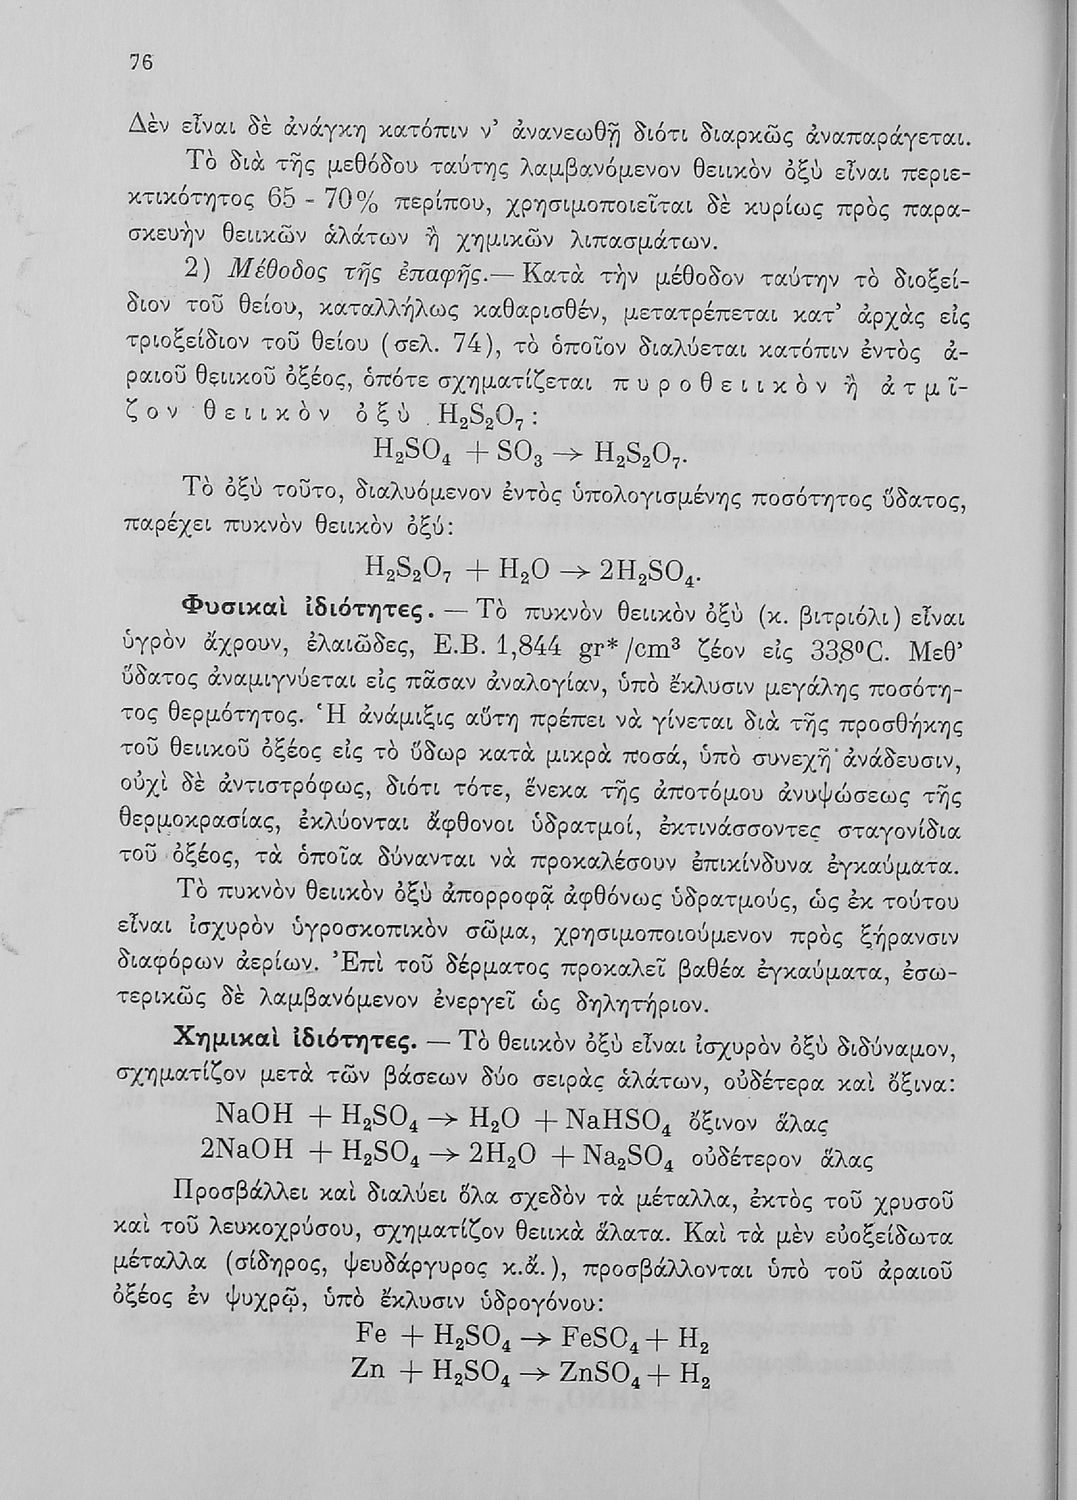 76
Δὲν εἶναι δὲ ἀνάγκη κατόπιν ν’ ἀνανεωθῇ διότι διαρκῶς ἀναπαράγεται.
Τὸ διὰ τῆς μεθόδου ταύτης λαμβανόμενον θειικὸν ὀξὺ εἶναι περιε-
κτικότητος 65 - 70% περίπου, χρησιμοποιεῖται δὲ κυρίως πρὸς παρα-
σκευὴν θειικῶν ἁλάτων ἢ χημικῶν λιπασμάτων.
2) Μέθοδος τῆς ἐπαφῆς.— Κατὰ τὴν μέθοδον ταύτην τὸ διοξεί-
διον τοῦ θείου, καταλλήλως καθαρισθέν, μετατρέπεται κατ’ ἀρχὰς εἰς
τριοξείδιον τοῦ θείου (σελ. 74), τὸ ὁποῖον διαλύεται κατόπιν ἐντὸς ἀ-
ραιοῦ θειικοῦ ὀξέος, ὁπότε σχηματίζεται π υ ρ ο θ ε ι ι κ ὸ ν ἢ ἀ τ μ ῖ-
ζ ο ν θ ε ι ι κ ὸ ν ὀ ξ ὺ . H₂S₂O₇ :
H₂SO₄ + SO₃ → H₂S₂O₇.
Τὸ ὀξὺ τοῦτο, διαλυόμενον ἐντὸς ὑπολογισμένης ποσότητος ὕδατος,
παρέχει πυκνὸν θειικὸν ὀξύ:
H₂S₂O₇ + H₂O → 2H₂SO₄.
Φυσικαὶ ἰδιότητες. — Τὸ πυκνὸν θειικὸν ὀξὺ (κ. βιτριόλι) εἶναι
ὑγρὸν ἄχρουν, ἐλαιῶδες, Ε.Β. 1,844 gr*/cm³ ζέον εἰς 338⁰C. Μεθ’
ὕδατος ἀναμιγνύεται εἰς πᾶσαν ἀναλογίαν, ὑπὸ ἔκλυσιν μεγάλης ποσότη-
τος θερμότητος. Ἡ ἀνάμιξις αὕτη πρέπει νὰ γίνεται διὰ τῆς προσθήκης
τοῦ θειικοῦ ὀξέος εἰς τὸ ὕδωρ κατὰ μικρὰ ποσά, ὑπὸ συνεχῆ ἀνάδευσιν,
οὐχὶ δὲ ἀντιστρόφως, διότι τότε, ἕνεκα τῆς ἀποτόμου ἀνυψώσεως τῆς
θερμοκρασίας, ἐκλύονται ἄφθονοι ὑδρατμοί, ἐκτινάσσοντες σταγονίδια
τοῦ ὀξέος, τὰ ὁποῖα δύνανται νὰ προκαλέσουν ἐπικίνδυνα ἐγκαύματα.
Τὸ πυκνὸν θειικὸν ὀξὺ ἀπορροφᾷ ἀφθόνως ὑδρατμούς, ὡς ἐκ τούτου
εἶναι ἰσχυρὸν ὑγροσκοπικὸν σῶμα, χρησιμοποιούμενον πρὸς ξήρανσιν
διαφόρων ἀερίων. Ἐπὶ τοῦ δέρματος προκαλεῖ βαθέα ἐγκαύματα, ἐσω-
τερικῶς δὲ λαμβανόμενον ἐνεργεῖ ὡς δηλητήριον.
Χημικαὶ ἰδιότητες. — Τὸ θειικὸν ὀξὺ εἶναι ἰσχυρὸν ὀξὺ διδύναμον,
σχηματίζον μετὰ τῶν βάσεων δύο σειρὰς ἁλάτων, οὐδέτερα καὶ ὄξινα:
NaOH + H₂SO₄ → H₂O + NaHSO₄ ὄξινον ἅλας
2NaOH + H₂SO₄ → 2H₂O + Na₂SO₄ οὐδέτερον ἅλας
Προσβάλλει καὶ διαλύει ὅλα σχεδὸν τὰ μέταλλα, ἐκτὸς τοῦ χρυσοῦ
καὶ τοῦ λευκοχρύσου, σχηματίζον θειικὰ ἅλατα. Καὶ τὰ μὲν εὐοξείδωτα
μέταλλα (σίδηρος, ψευδάργυρος κ.ἄ.), προσβάλλονται ὑπὸ τοῦ ἀραιοῦ
ὀξέος ἐν ψυχρῷ, ὑπὸ ἔκλυσιν ὑδρογόνου:
Fe + H₂SO₄ → FeSO₄ + H₂
Zn + H₂SO₄ → ZnSO₄ + H₂